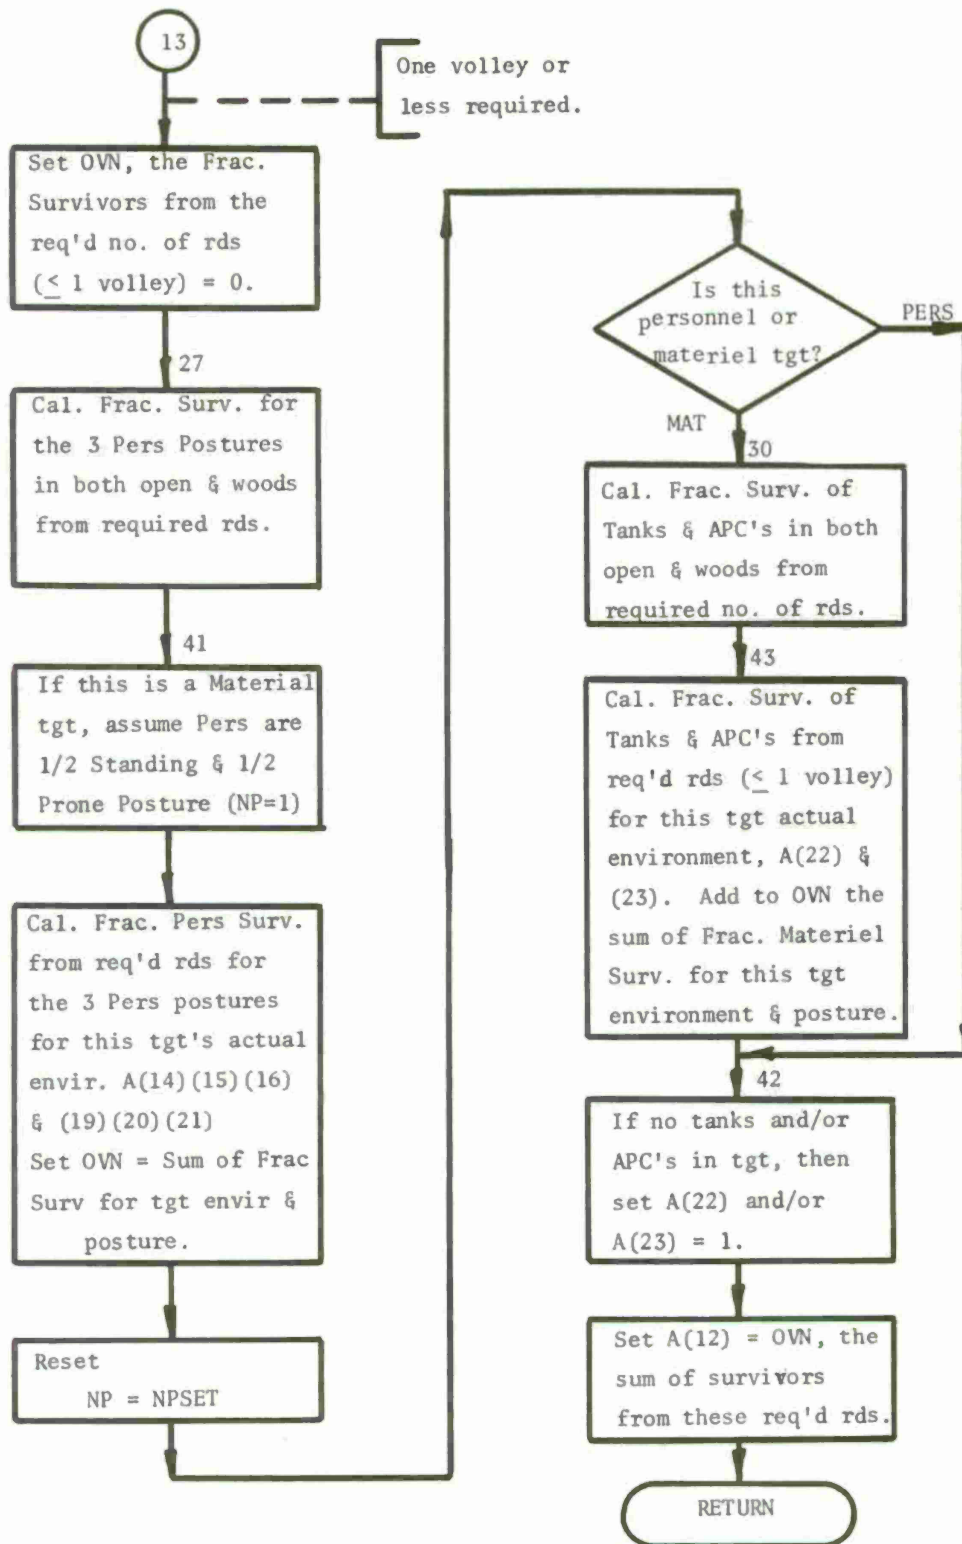 13
One volley or
less required.
Set OVN, the Frac.
Survivors from the
req'd no. of rds
(≤ 1 volley) = 0.
27
Cal. Frac. Surv. for
the 3 Pers Postures
in both open & woods
from required rds.
41
If this is a Material
tgt, assume Pers are
1/2 Standing & 1/2
Prone Posture (NP=1)
Cal. Frac. Pers Surv.
from req'd rds for
the 3 Pers postures
for this tgt's actual
envir. A(14)(15)(16)
& (19)(20)(21)
Set OVN = Sum of Frac
Surv for tgt envir &
posture.
Reset
NP = NPSET
Is this
personnel or
materiel tgt?
PERS
MAT
30
Cal. Frac. Surv. of
Tanks & APC's in both
open & woods from
required no. of rds.
43
Cal. Frac. Surv. of
Tanks & APC's from
req'd rds (≤ 1 volley)
for this tgt actual
environment, A(22) &
(23). Add to OVN the
sum of Frac. Materiel
Surv. for this tgt
environment & posture.
42
If no tanks and/or
APC's in tgt, then
set A(22) and/or
A(23) = 1.
Set A(12) = OVN, the
sum of survivors
from these req'd rds.
RETURN